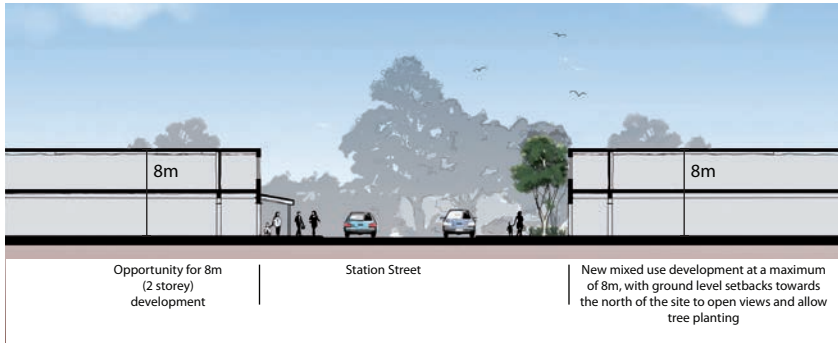 8m
8m
Opportunity for 8m
(2 storey)
development
Station Street
New mixed use development at a maximum
of 8m, with ground level setbacks towards
the north of the site to open views and allow
tree planting